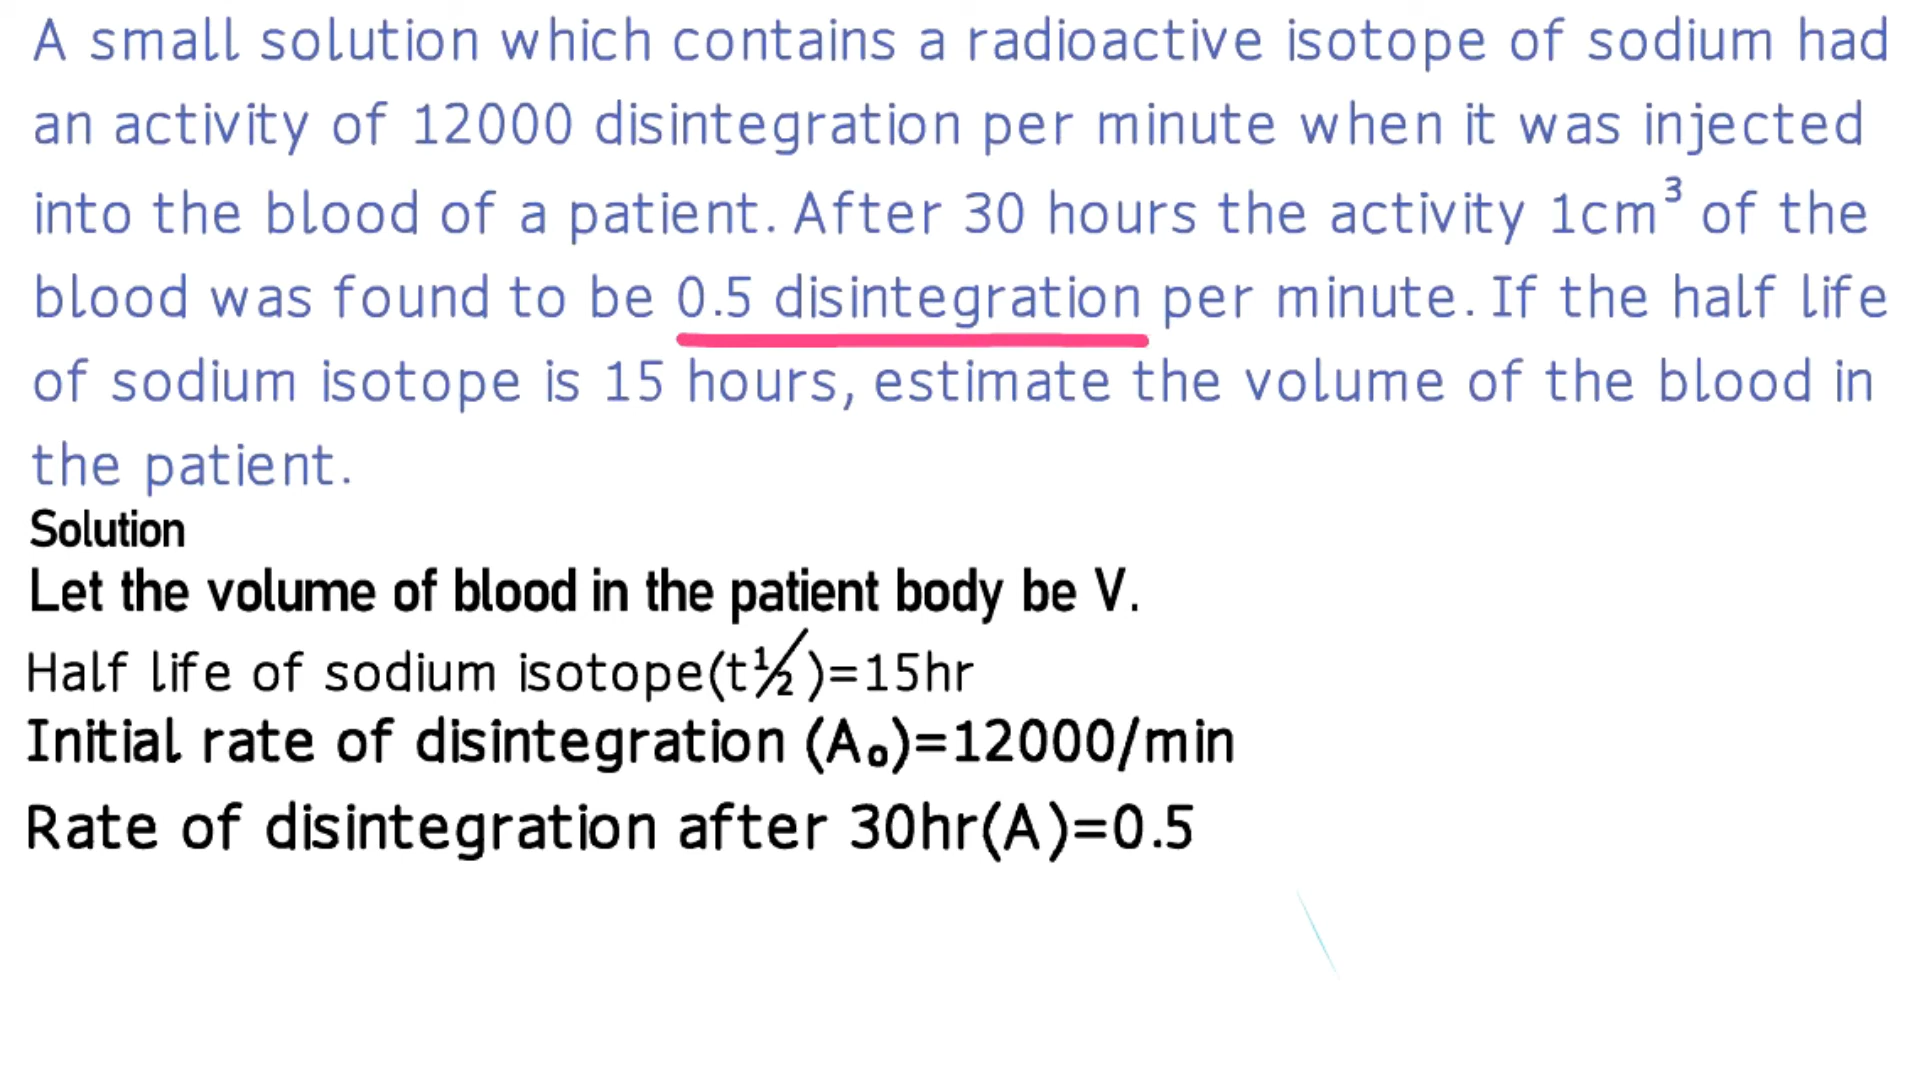 A small solution which contains a radioactive isotope of sodium had
an activity of 12000 disintegration per minute when it was injected
into the blood of a patient. After 30 hours the activity 1cm³ of the
blood was found to be 0.5 disintegration per minute. If the half life
of sodium isotope is 15 hours, estimate the volume of the blood in
the patient.
Solution
Let the volume of blood in the patient body be V.
Half life of sodium isotope(t½)=15hr
Initial rate of disintegration (A₀)=12000/min
Rate of disintegration after 30hr(A)=0.5